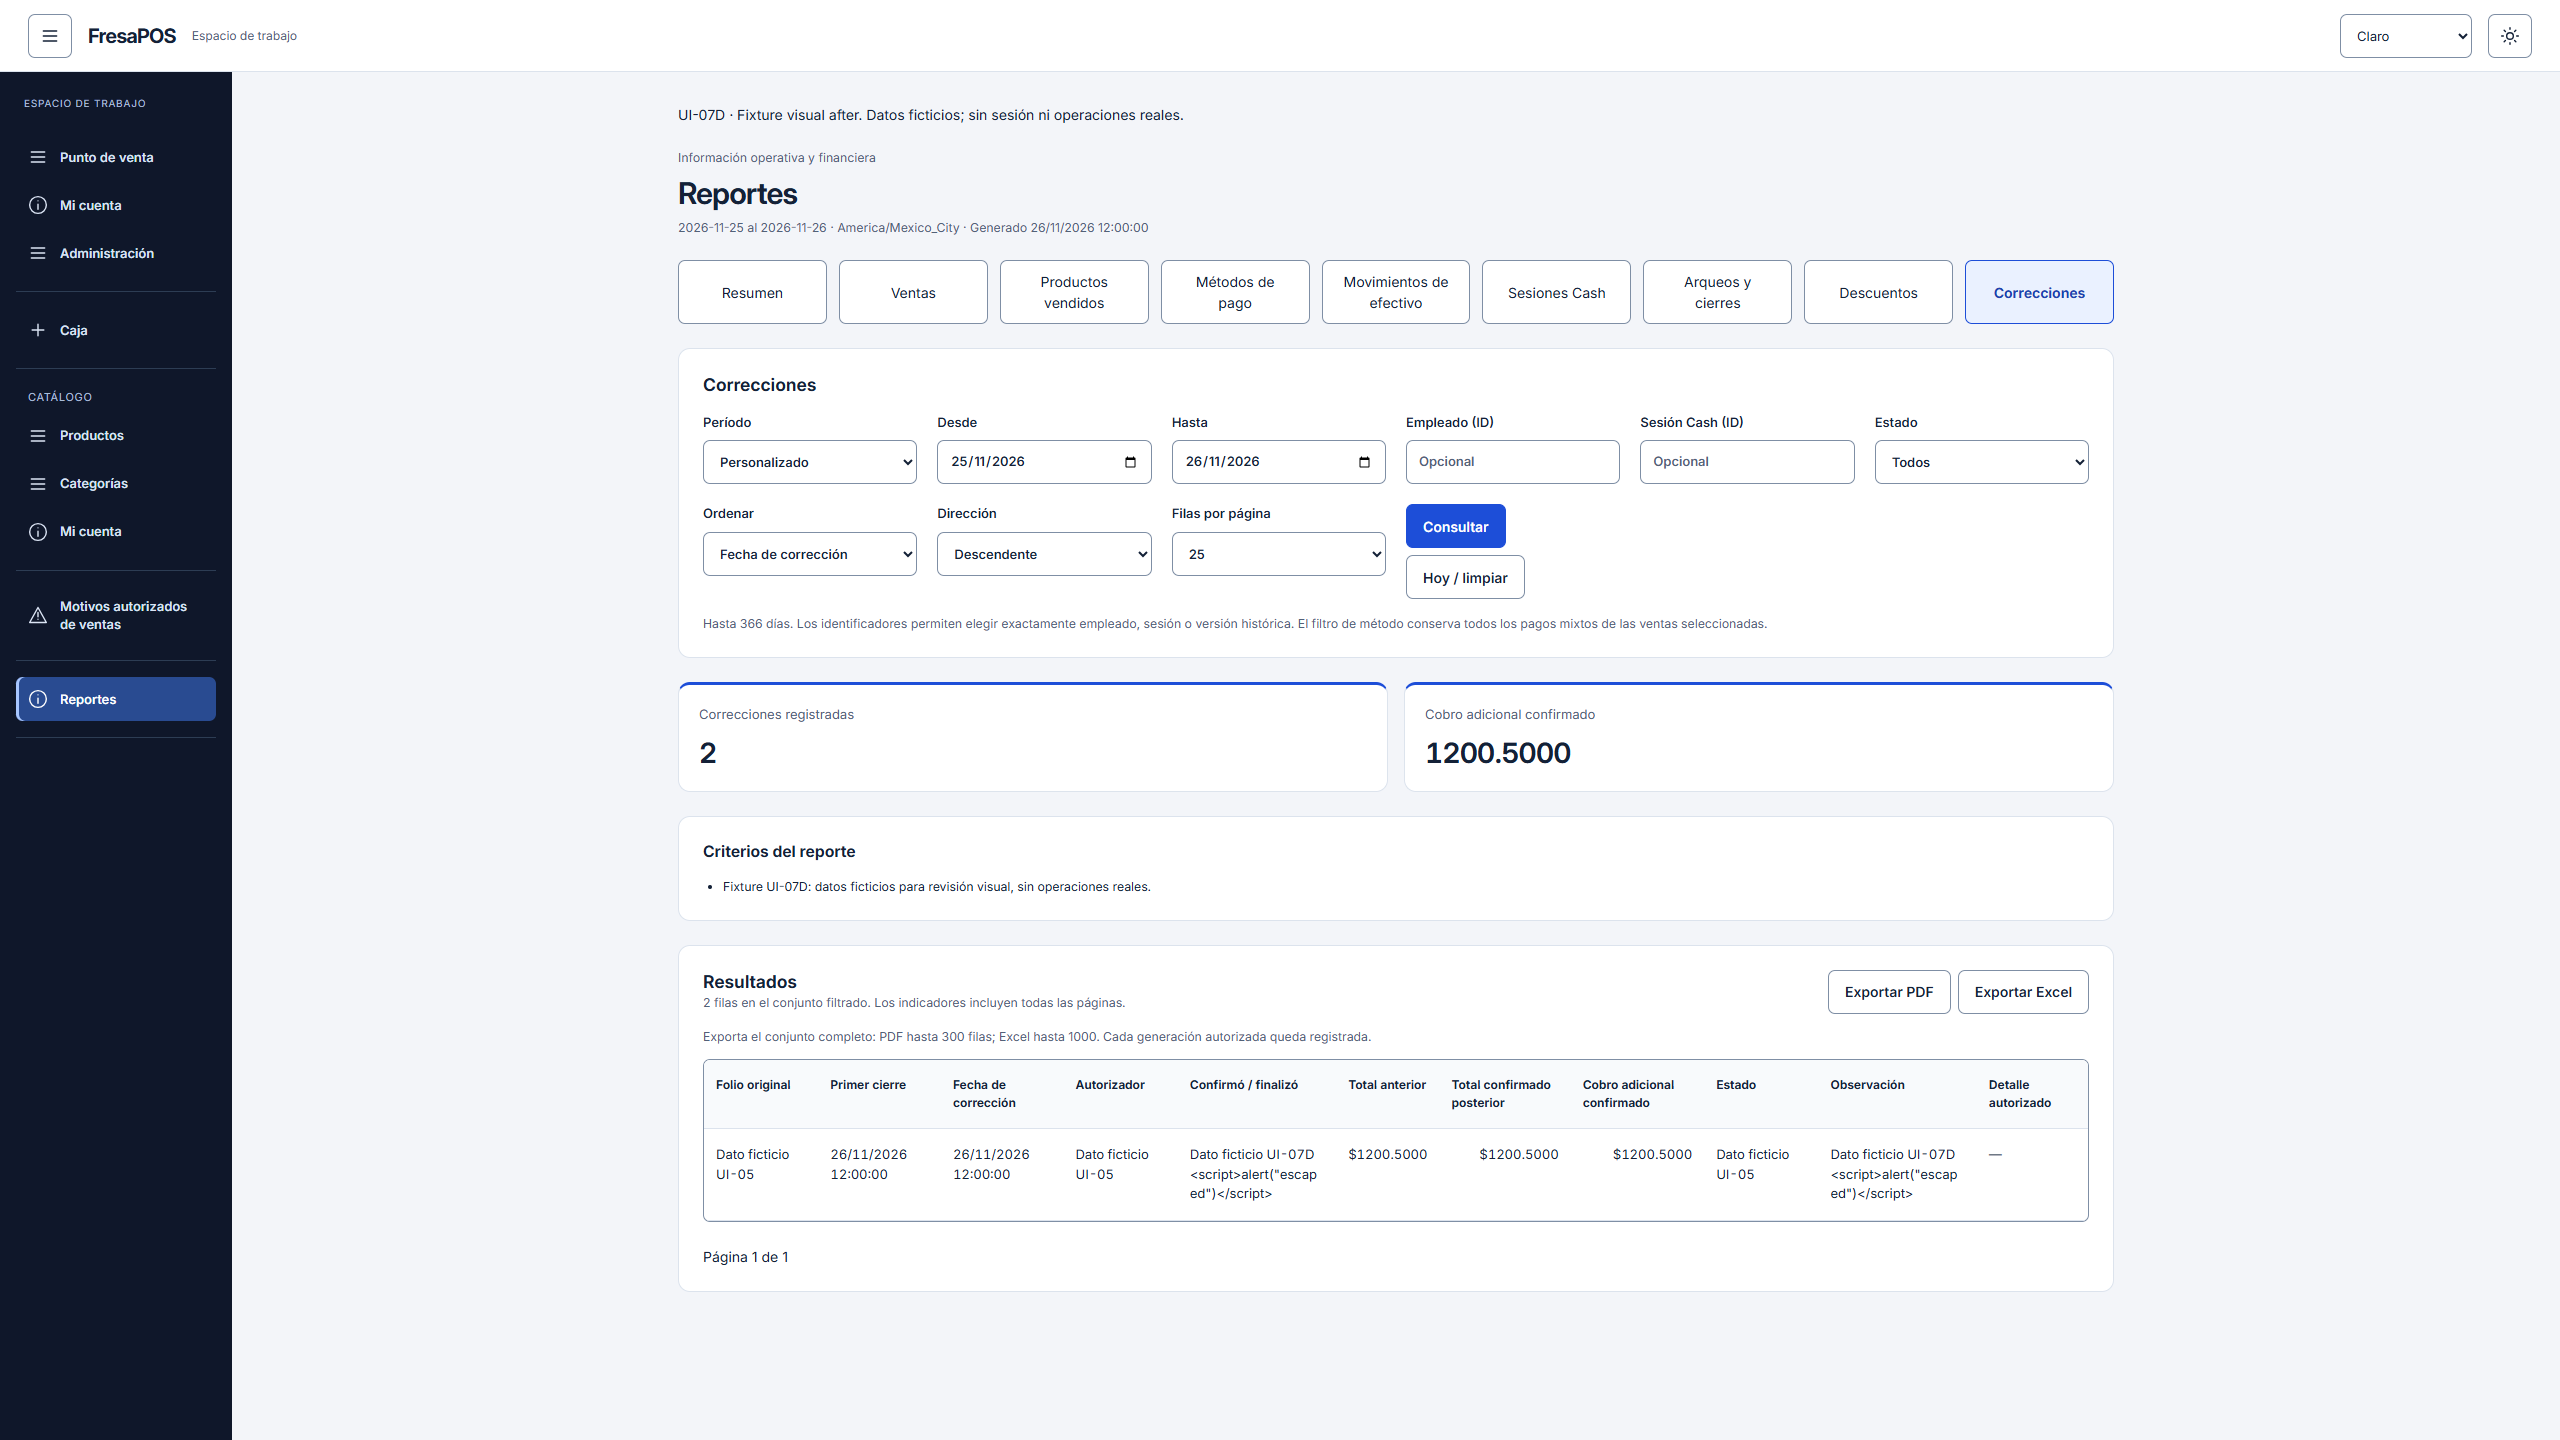 FresaPOS Espacio de trabajo
Claro
ESPACIO DE TRABAJO
Punto de venta
Mi cuenta
Administración
Caja
CATÁLOGO
Productos
Categorías
Mi cuenta
Motivos autorizados
de ventas
Reportes
UI-07D · Fixture visual after. Datos ficticios; sin sesión ni operaciones reales.
Información operativa y financiera
Reportes
2026-11-25 al 2026-11-26 · America/Mexico_City · Generado 26/11/2026 12:00:00
Resumen
Ventas
Productos
vendidos
Métodos de
pago
Movimientos de
efectivo
Sesiones Cash
Arqueos y
cierres
Descuentos
Correcciones
Correcciones
Período Desde Hasta Empleado (ID) Sesión Cash (ID) Estado
Personalizado 25/11/2026 26/11/2026 Opcional Opcional Todos
Ordenar Dirección Filas por página
Fecha de corrección Descendente 25
Consultar
Hoy / limpiar
Hasta 366 días. Los identificadores permiten elegir exactamente empleado, sesión o versión histórica. El filtro de método conserva todos los pagos mixtos de las ventas seleccionadas.
Correcciones registradas
2
Cobro adicional confirmado
1200.5000
Criterios del reporte
• Fixture UI-07D: datos ficticios para revisión visual, sin operaciones reales.
Resultados
2 filas en el conjunto filtrado. Los indicadores incluyen todas las páginas.
Exportar PDF Exportar Excel
Exporta el conjunto completo: PDF hasta 300 filas; Excel hasta 1000. Cada generación autorizada queda registrada.
Folio original
Primer cierre
Fecha de
corrección
Autorizador
Confirmó / finalizó
Total anterior
Total confirmado
posterior
Cobro adicional
confirmado
Estado
Observación
Detalle
autorizado
Dato ficticio
UI-05
26/11/2026
12:00:00
26/11/2026
12:00:00
Dato ficticio
UI-05
Dato ficticio UI-07D
&lt;script&gt;alert("escap
ed")&lt;/script&gt;
$1200.5000
$1200.5000
$1200.5000
Dato ficticio
UI-05
Dato ficticio UI-07D
&lt;script&gt;alert("escap
ed")&lt;/script&gt;
—
Página 1 de 1